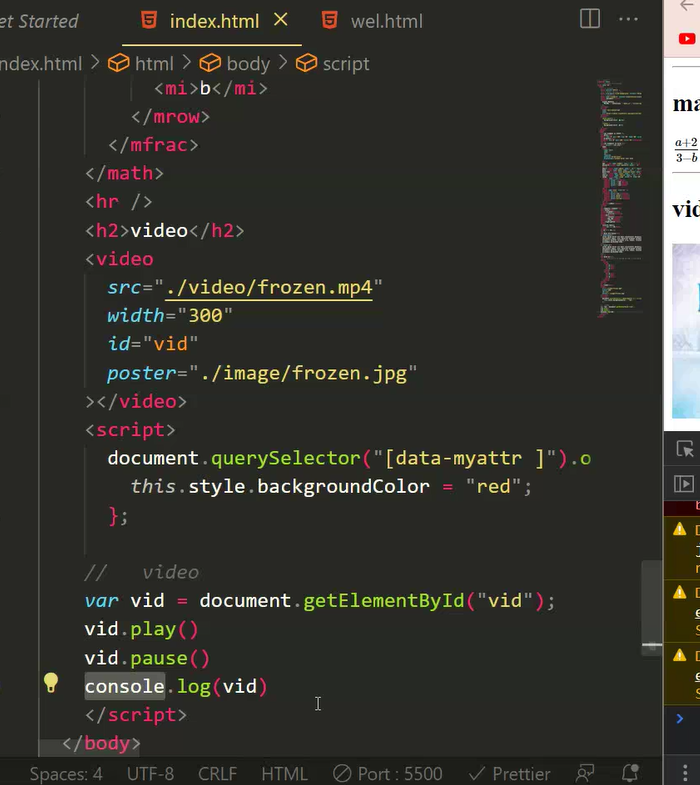 et Started
index.html
wel.html
ndex.html > html > body > script
<mi>b</mi>
</mrow>
</mfrac>
</math>
<hr />
<h2>video</h2>
<video
src="./video/frozen.mp4"
width="300"
id="vid"
poster="./image/frozen.jpg"
></video>
<script>
document.querySelector("[data-myattr ]").o
this.style.backgroundColor = "red";
};
// video
var vid = document.getElementById("vid");
vid.play()
vid.pause()
console.log(vid)
</script>
</body>
Spaces: 4 UTF-8 CRLF HTML Port : 5500 Prettier
ma
a+2
3−b
vid